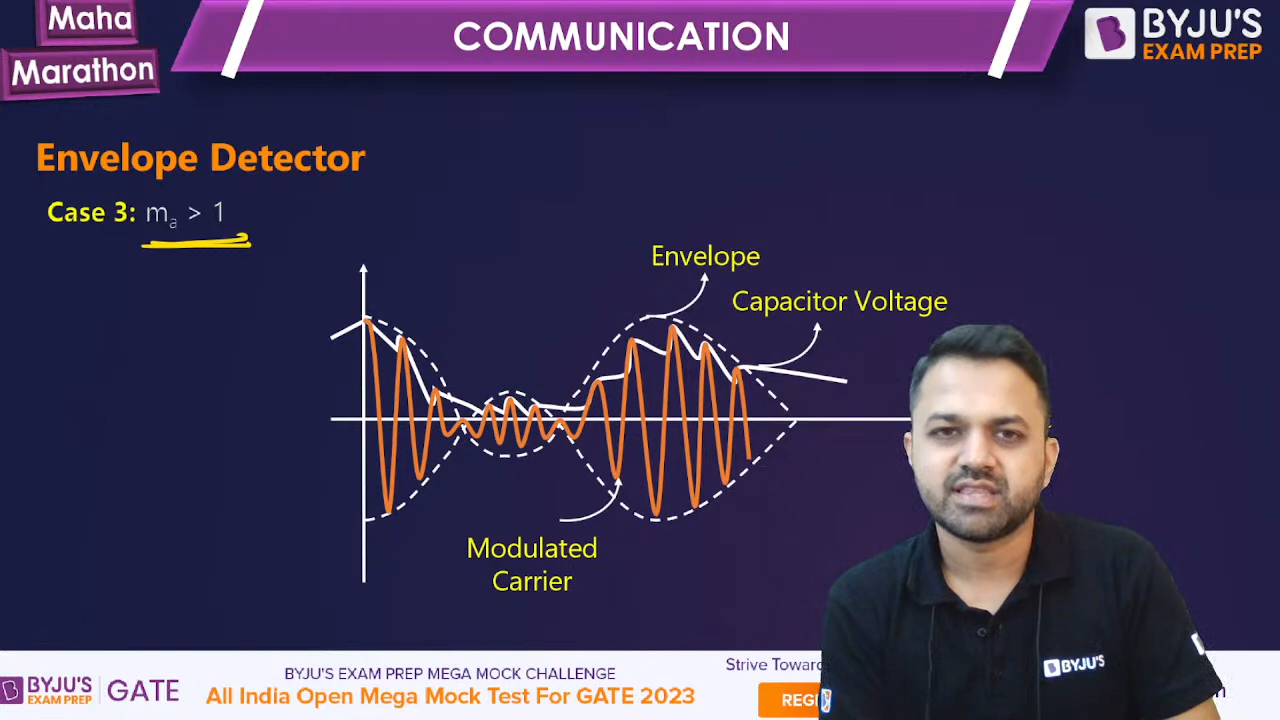 Maha
Marathon
COMMUNICATION
BYJU'S
EXAM PREP
Envelope Detector
Case 3: mₐ > 1
Envelope
Capacitor Voltage
Modulated
Carrier
BYJU'S
BYJU'S
EXAM PREP
GATE
BYJU'S EXAM PREP MEGA MOCK CHALLENGE
All India Open Mega Mock Test For GATE 2023